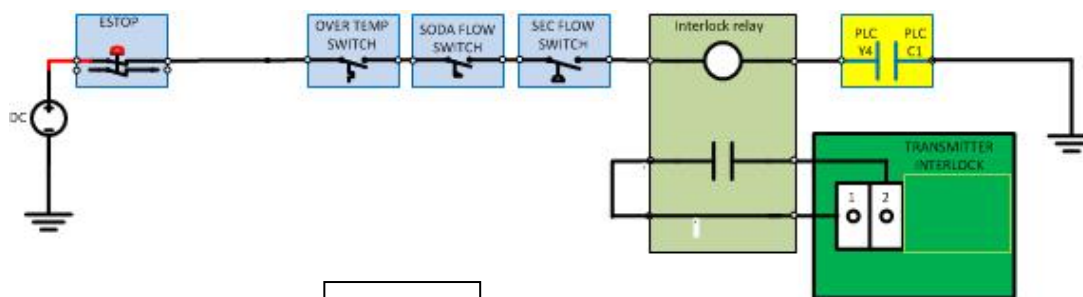 ESTOP
OVER TEMP
SWITCH
SODA FLOW
SWITCH
SEC FLOW
SWITCH
Interlock relay
PLC PLC
Y4 C1
DC
TRANSMITTER
INTERLOCK
1 2